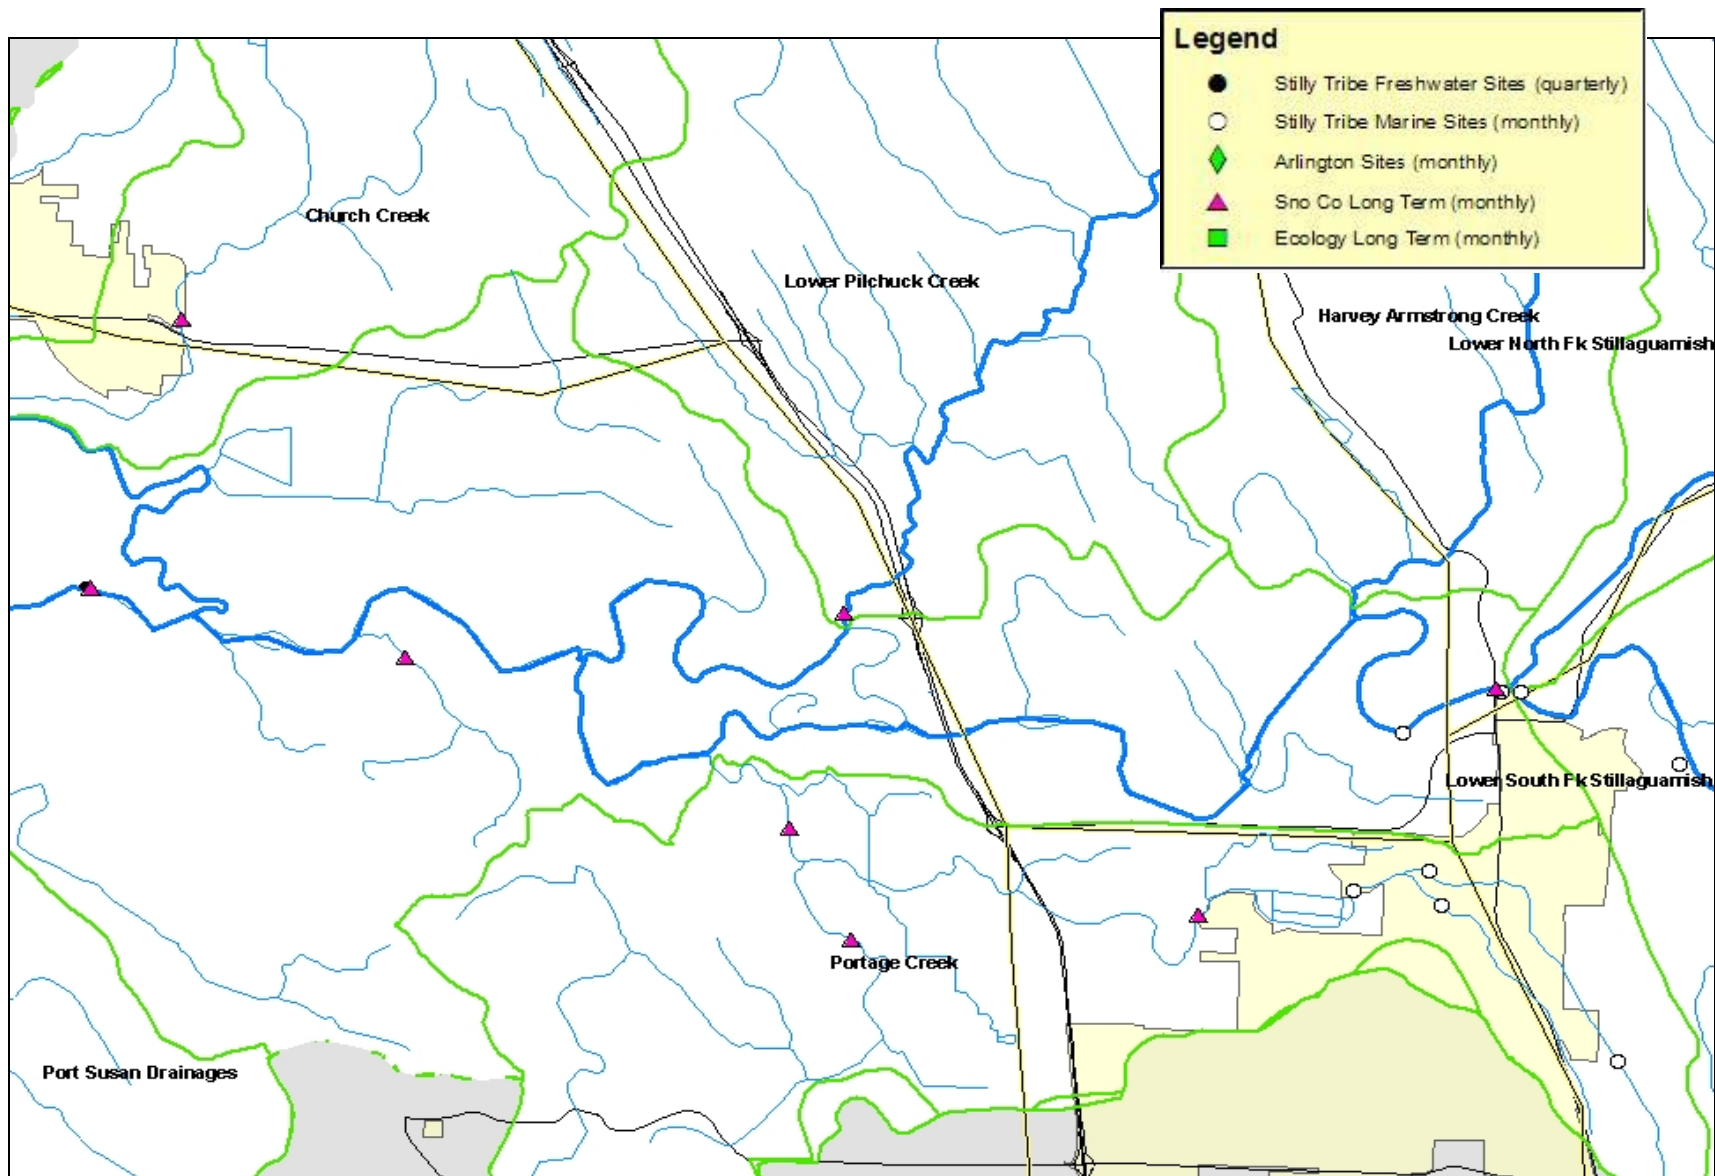 Legend
Stilly Tribe Freshwater Sites (quarterly)
Stilly Tribe Marine Sites (monthly)
Arlington Sites (monthly)
Sno Co Long Term (monthly)
Ecology Long Term (monthly)
Church Creek
Lower Pilchuck Creek
Harvey Armstrong Creek
Lower North Fk Stillaguamish
Lower South Fk Stillaguamish
Portage Creek
Port Susan Drainages